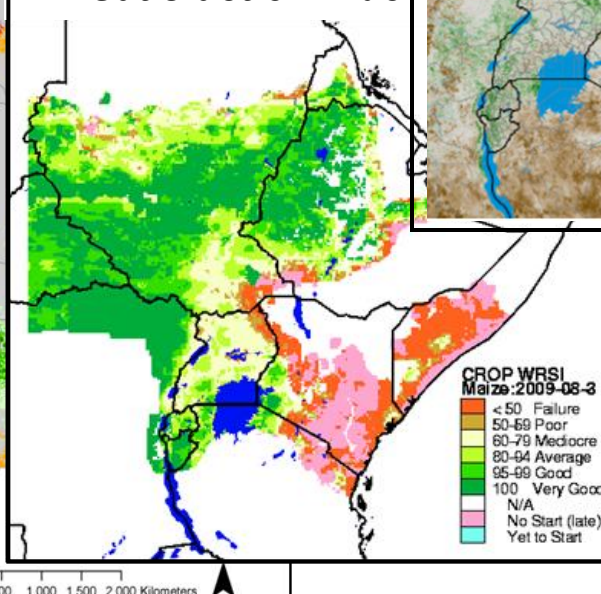 CROP WRSI
Maize:2009-08-3
<50 Failure
50-59 Poor
60-79 Mediocre
80-94 Average
95-99 Good
100 Very Good
N/A
No Start (late)
Yet to Start
1,000 1,500 2,000 Kilometers